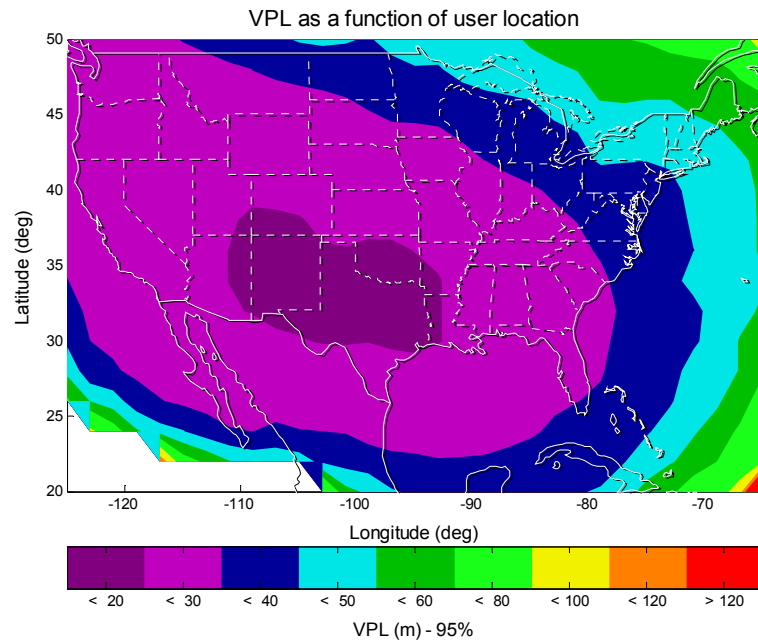 VPL as a function of user location
50
45
40
35
30
25
20
Latitude (deg)
-120 -110 -100 -90 -80 -70
Longitude (deg)
< 20 < 30 < 40 < 50 < 60 < 80 < 100 < 120 > 120
VPL (m) - 95%